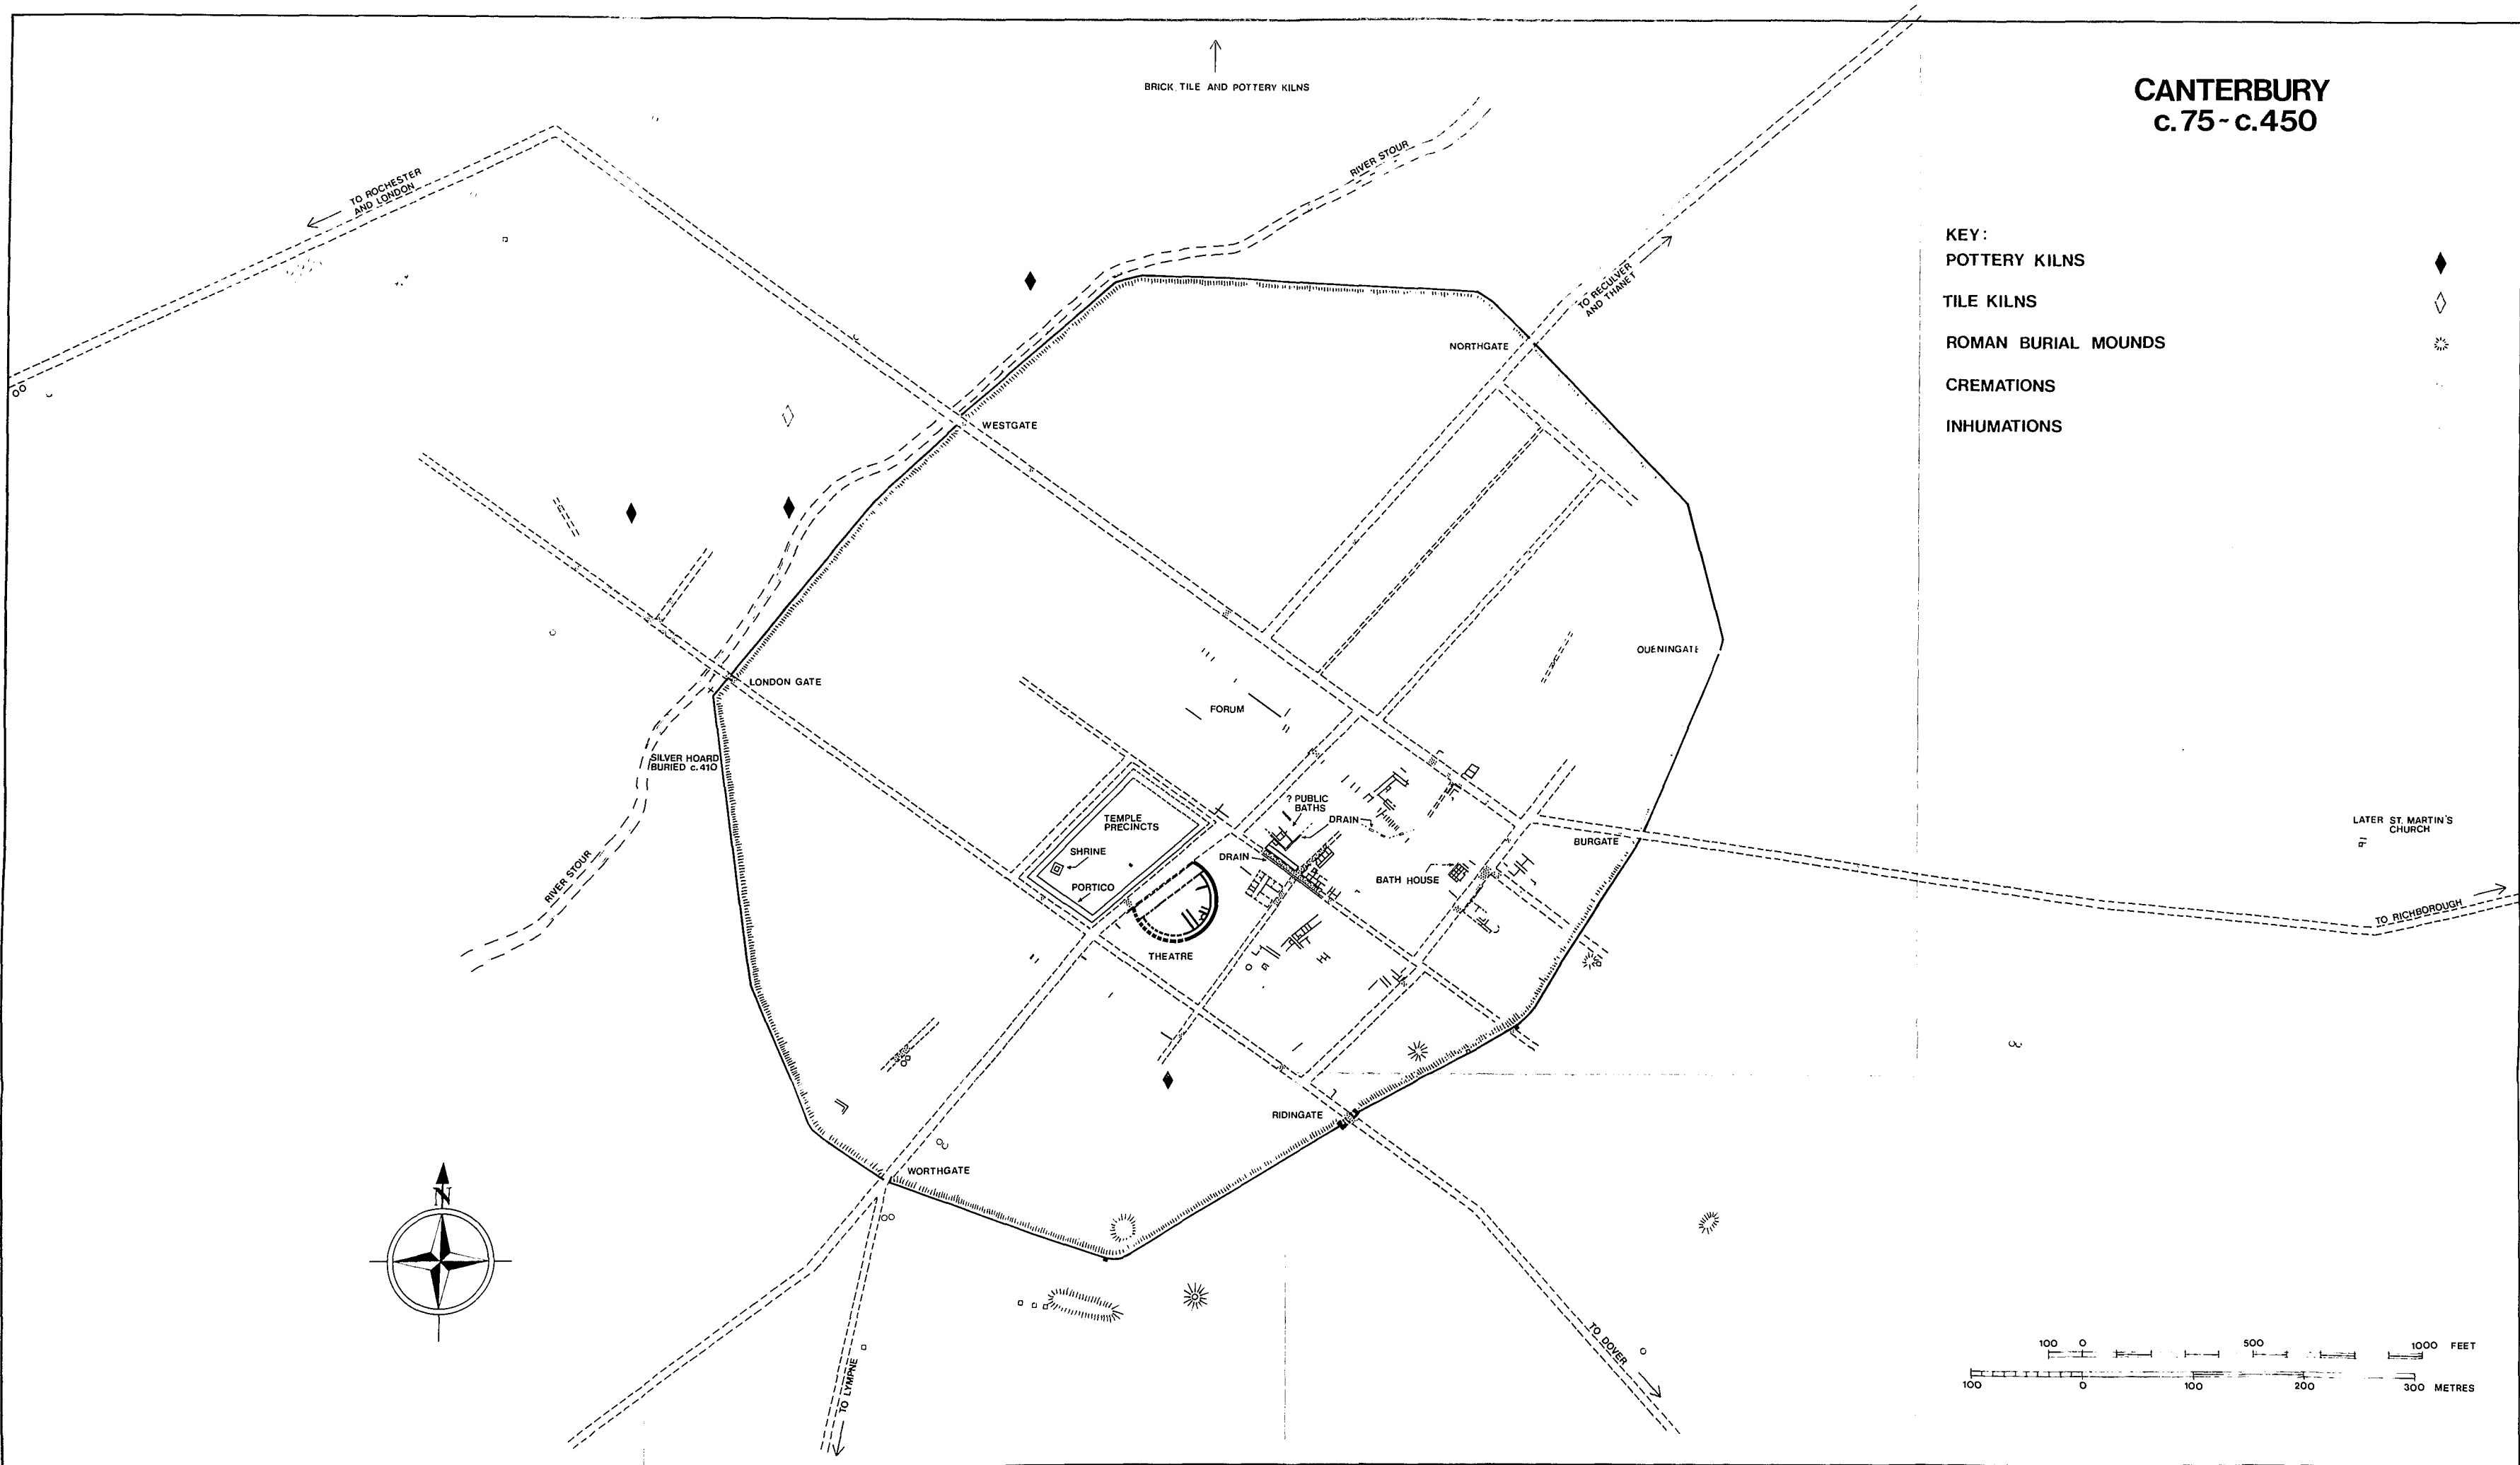 CANTERBURY
c.75-c.450
BRICK TILE AND POTTERY KILNS
RIVER STOUR
TO ROCHESTER
AND LONDON
KEY:
POTTERY KILNS
TILE KILNS
ROMAN BURIAL MOUNDS
CREMATIONS
INHUMATIONS
TO RECULVER
AND THANET
NORTHGATE
WESTGATE
QUENINGATE
LONDON GATE
FORUM
SILVER HOARD
BURIED c.410
? PUBLIC
BATHS
DRAIN
TEMPLE
PRECINCTS
LATER ST. MARTIN'S
CHURCH
BURGATE
SHRINE
DRAIN
BATH HOUSE
PORTICO
RIVER STOUR
TO RICHBOROUGH
THEATRE
RIDINGATE
WORTHGATE
N
TO DOVER
TO LYMPNE
100 0 500 1000 FEET
100 0 100 200 300 METRES